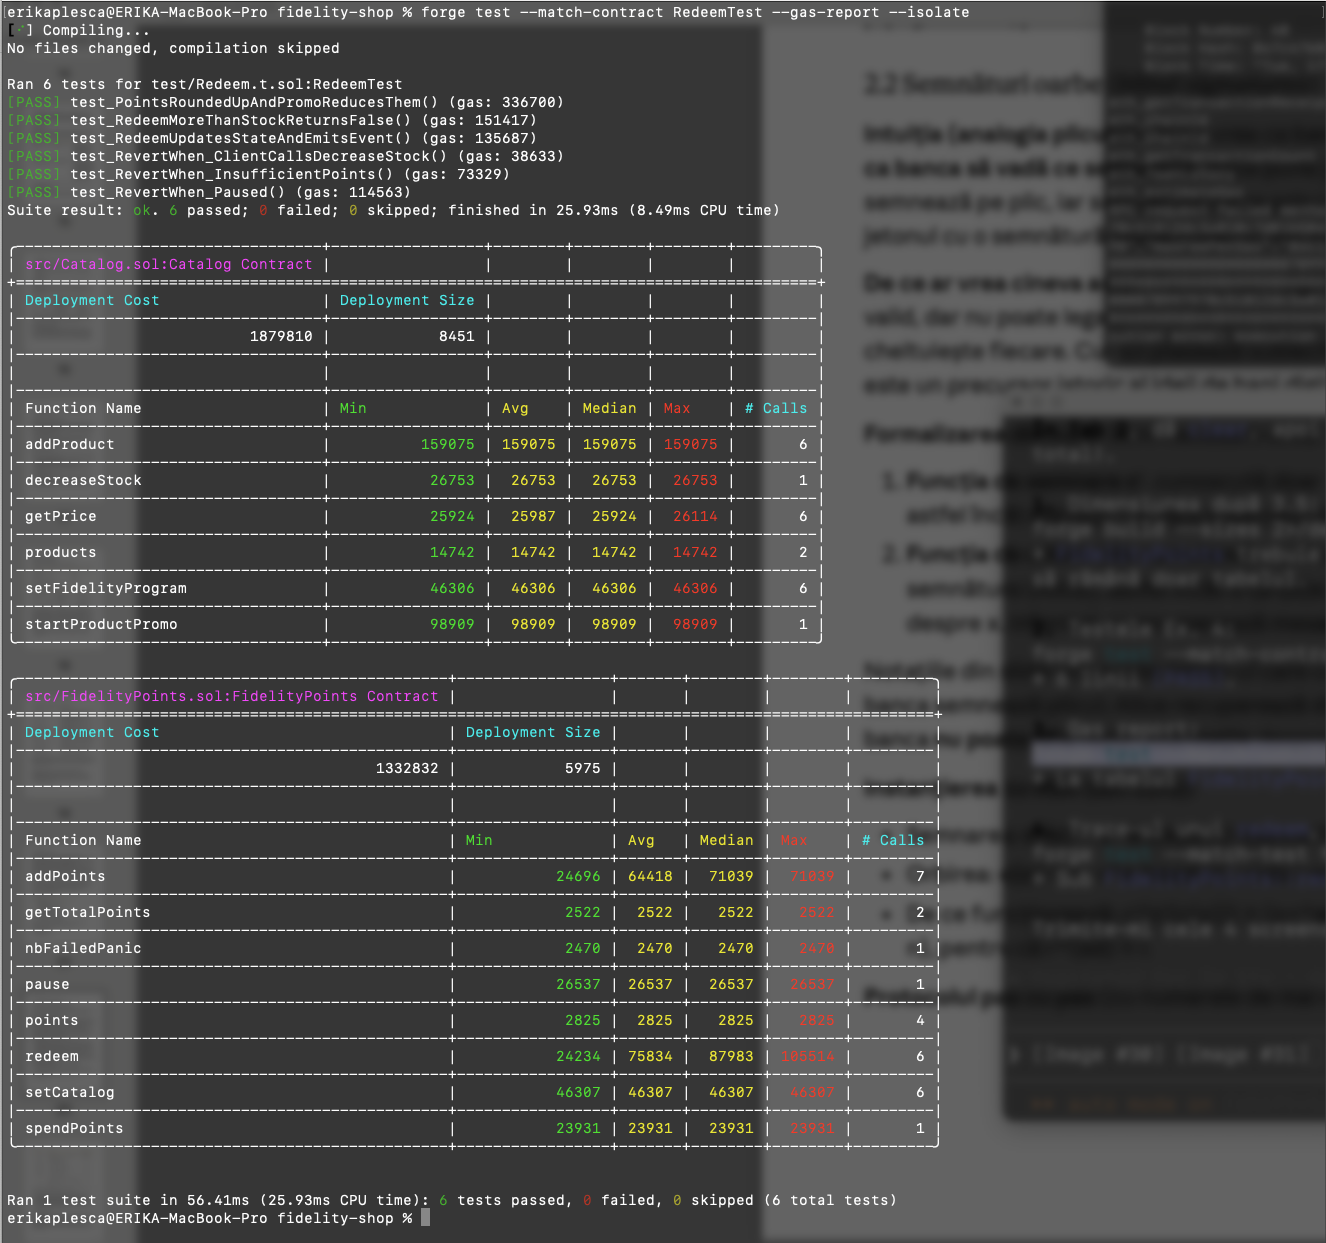 erikaplesca@ERIKA-MacBook-Pro fidelity-shop % forge test --match-contract RedeemTest --gas-report --isolate
[⠊] Compiling...
No files changed, compilation skipped
Ran 6 tests for test/Redeem.t.sol:RedeemTest
[PASS] test_PointsRoundedUpAndPromoReducesThem() (gas: 336700)
[PASS] test_RedeemMoreThanStockReturnsFalse() (gas: 151417)
[PASS] test_RedeemUpdatesStateAndEmitsEvent() (gas: 135687)
[PASS] test_RevertWhen_ClientCallsDecreaseStock() (gas: 38633)
[PASS] test_RevertWhen_InsufficientPoints() (gas: 73329)
[PASS] test_RevertWhen_Paused() (gas: 114563)
Suite result: ok. 6 passed; 0 failed; 0 skipped; finished in 25.93ms (8.49ms CPU time)
src/Catalog.sol:Catalog Contract
Deployment Cost | Deployment Size
1879810 | 8451
Function Name | Min | Avg | Median | Max | # Calls
addProduct | 159075 | 159075 | 159075 | 159075 | 6
decreaseStock | 26753 | 26753 | 26753 | 26753 | 1
getPrice | 25924 | 25987 | 25924 | 26114 | 6
products | 14742 | 14742 | 14742 | 14742 | 2
setFidelityProgram | 46306 | 46306 | 46306 | 46306 | 6
startProductPromo | 98909 | 98909 | 98909 | 98909 | 1
src/FidelityPoints.sol:FidelityPoints Contract
Deployment Cost | Deployment Size
1332832 | 5975
Function Name | Min | Avg | Median | Max | # Calls
addPoints | 24696 | 64418 | 71039 | 71039 | 7
getTotalPoints | 2522 | 2522 | 2522 | 2522 | 2
nbFailedPanic | 2470 | 2470 | 2470 | 2470 | 1
pause | 26537 | 26537 | 26537 | 26537 | 1
points | 2825 | 2825 | 2825 | 2825 | 4
redeem | 24234 | 75834 | 87983 | 105514 | 6
setCatalog | 46307 | 46307 | 46307 | 46307 | 6
spendPoints | 23931 | 23931 | 23931 | 23931 | 1
Ran 1 test suite in 56.41ms (25.93ms CPU time): 6 tests passed, 0 failed, 0 skipped (6 total tests)
erikaplesca@ERIKA-MacBook-Pro fidelity-shop %